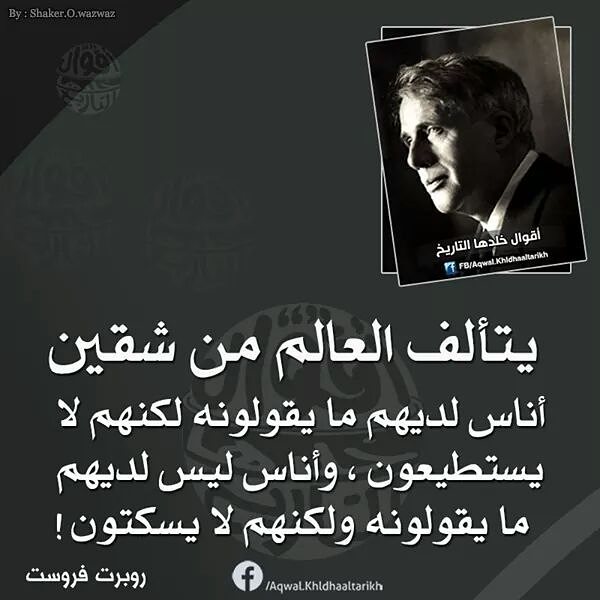 By : Shaker.O.wazwaz
أقوال خلدها التاريخ
FB/Aqwal.Khldhaaltarikh
يتألف العالم من شقين
أناس لديهم ما يقولونه لكنهم لا
يستطيعون ، وأناس ليس لديهم
ما يقولونه ولكنهم لا يسكتون !
روبرت فروست
/Aqwal.Khldhaaltarikh